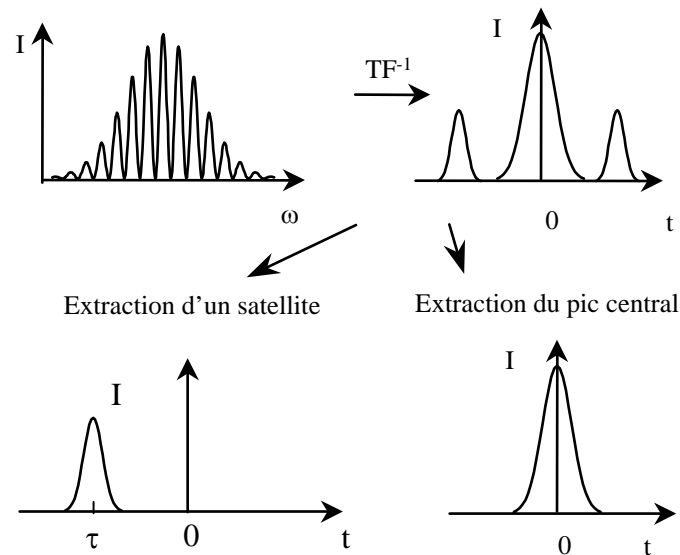 I
ω
TF⁻¹
I
0
t
Extraction d’un satellite
Extraction du pic central
I
τ
0
t
I
0
t